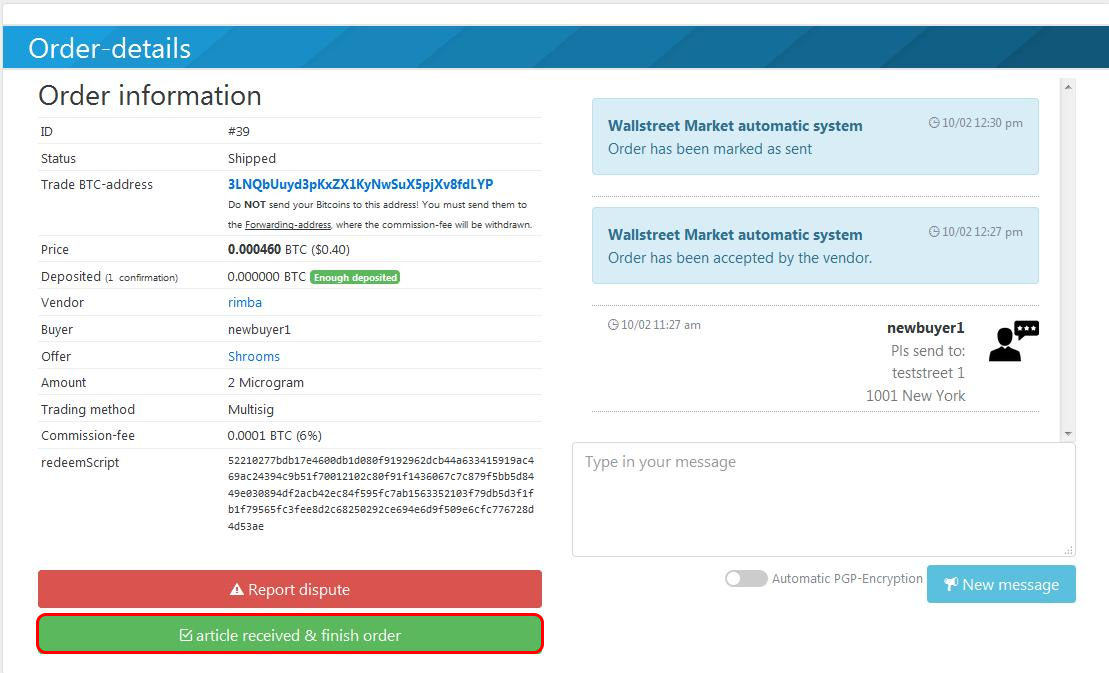 Order-details
Order information
ID #39
Status Shipped
Trade BTC-address 3LNQbUuyd3pKxZX1KyNwSuX5pjXv8fdLYP
Do NOT send your Bitcoins to this address! You must send them to
the Forwarding-address, where the commission-fee will be withdrawn.
Price 0.000460 BTC ($0.40)
Deposited (1 confirmation) 0.000000 BTC Enough deposited
Vendor rimba
Buyer newbuyer1
Offer Shrooms
Amount 2 Microgram
Trading method Multisig
Commission-fee 0.0001 BTC (6%)
redeemScript 52210277bdb17e4600db1d080f9192962dcb44a633415919ac4
69ac24394c9b51f70012102c80f91f1436067c7c879f5bb5d84
49e030894df2acb42ec84f595fc7ab1563352103f79db5d3f1f
b1f79565fc3fee8d2c68250292ce694e6d9f509e6cfc776728d
4d53ae
Report dispute
article received & finish order
Wallstreet Market automatic system 10/02 12:30 pm
Order has been marked as sent
Wallstreet Market automatic system 10/02 12:27 pm
Order has been accepted by the vendor.
10/02 11:27 am newbuyer1
Pls send to:
teststreet 1
1001 New York
Type in your message
Automatic PGP-Encryption New message